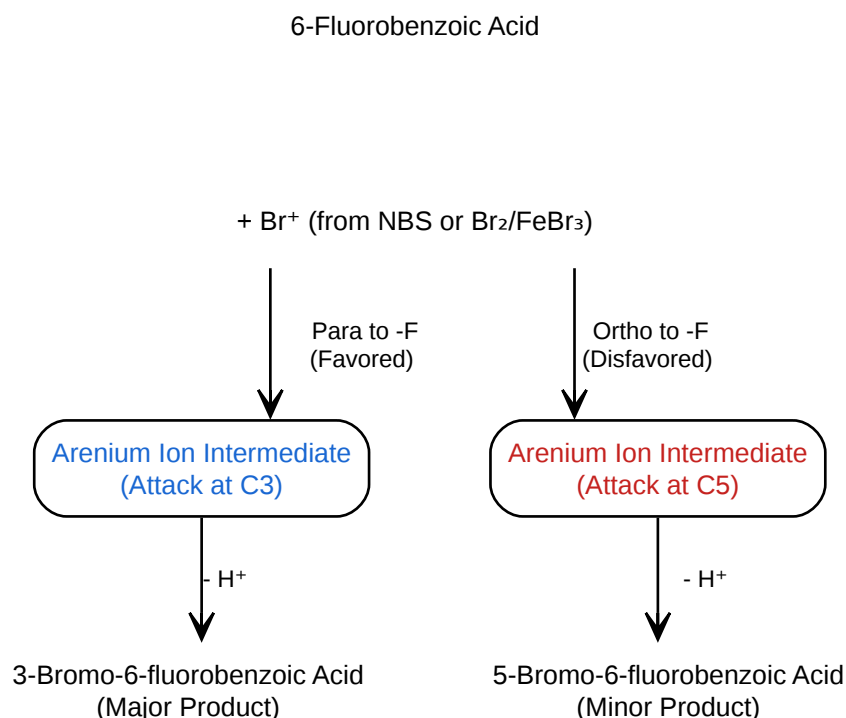 6-Fluorobenzoic Acid
+ Br⁺ (from NBS or Br₂/FeBr₃)
Para to -F
(Favored)
Ortho to -F
(Disfavored)
Arenium Ion Intermediate
(Attack at C3)
Arenium Ion Intermediate
(Attack at C5)
- H⁺
- H⁺
3-Bromo-6-fluorobenzoic Acid
(Major Product)
5-Bromo-6-fluorobenzoic Acid
(Minor Product)